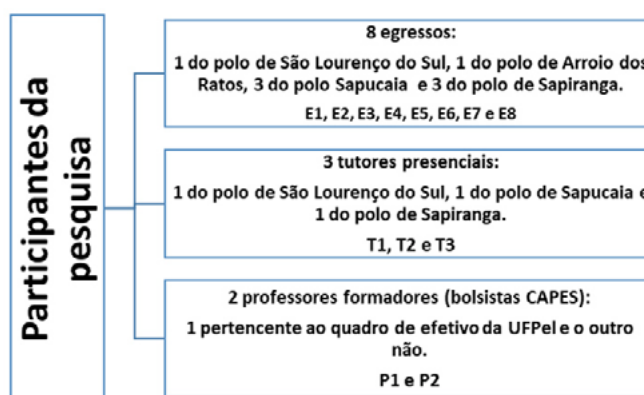 Participantes da
pesquisa
8 egressos:
1 do polo de São Lourenço do Sul, 1 do polo de Arroio dos
Ratos, 3 do polo Sapucaia e 3 do polo de Sapiranga.
E1, E2, E3, E4, E5, E6, E7 e E8
3 tutores presenciais:
1 do polo de São Lourenço do Sul, 1 do polo de Sapucaia e
1 do polo de Sapiranga.
T1, T2 e T3
2 professores formadores (bolsistas CAPES):
1 pertencente ao quadro de efetivo da UFPel e o outro
não.
P1 e P2